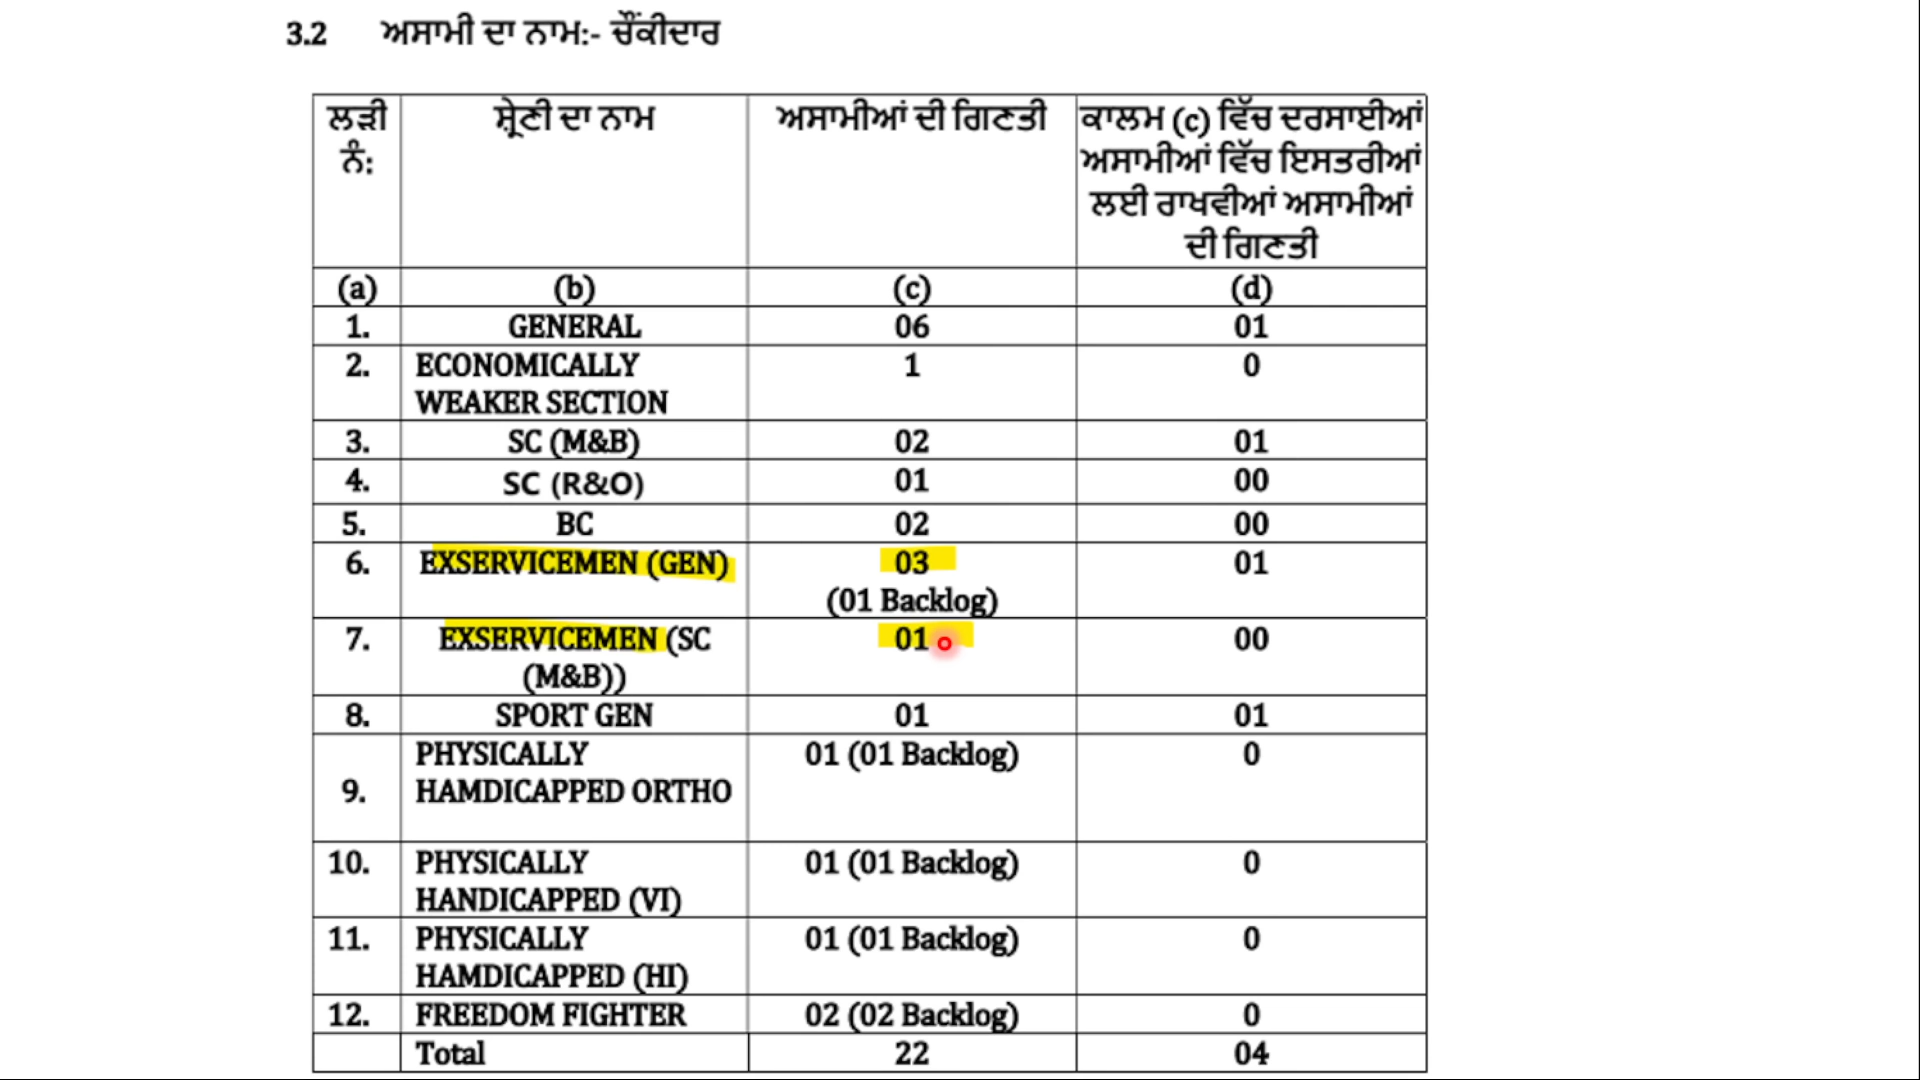 3.2 ਅਸਾਮੀ ਦਾ ਨਾਮ:- ਚੌਂਕੀਦਾਰ
ਲੜੀ ਨੰ: ਸ਼੍ਰੇਣੀ ਦਾ ਨਾਮ ਅਸਾਮੀਆਂ ਦੀ ਗਿਣਤੀ ਕਾਲਮ (c) ਵਿੱਚ ਦਰਸਾਈਆਂ
ਅਸਾਮੀਆਂ ਵਿੱਚ ਇਸਤਰੀਆਂ
ਲਈ ਰਾਖਵੀਆਂ ਅਸਾਮੀਆਂ
ਦੀ ਗਿਣਤੀ
(a) (b) (c) (d)
1. GENERAL 06 01
2. ECONOMICALLY 1 0
WEAKER SECTION
3. SC (M&B) 02 01
4. SC (R&O) 01 00
5. BC 02 00
6. EXSERVICEMEN (GEN) 03 01
(01 Backlog)
7. EXSERVICEMEN (SC 01 00
(M&B))
8. SPORT GEN 01 01
PHYSICALLY 01 (01 Backlog) 0
9. HAMDICAPPED ORTHO
10. PHYSICALLY 01 (01 Backlog) 0
HANDICAPPED (VI)
11. PHYSICALLY 01 (01 Backlog) 0
HAMDICAPPED (HI)
12. FREEDOM FIGHTER 02 (02 Backlog) 0
Total 22 04